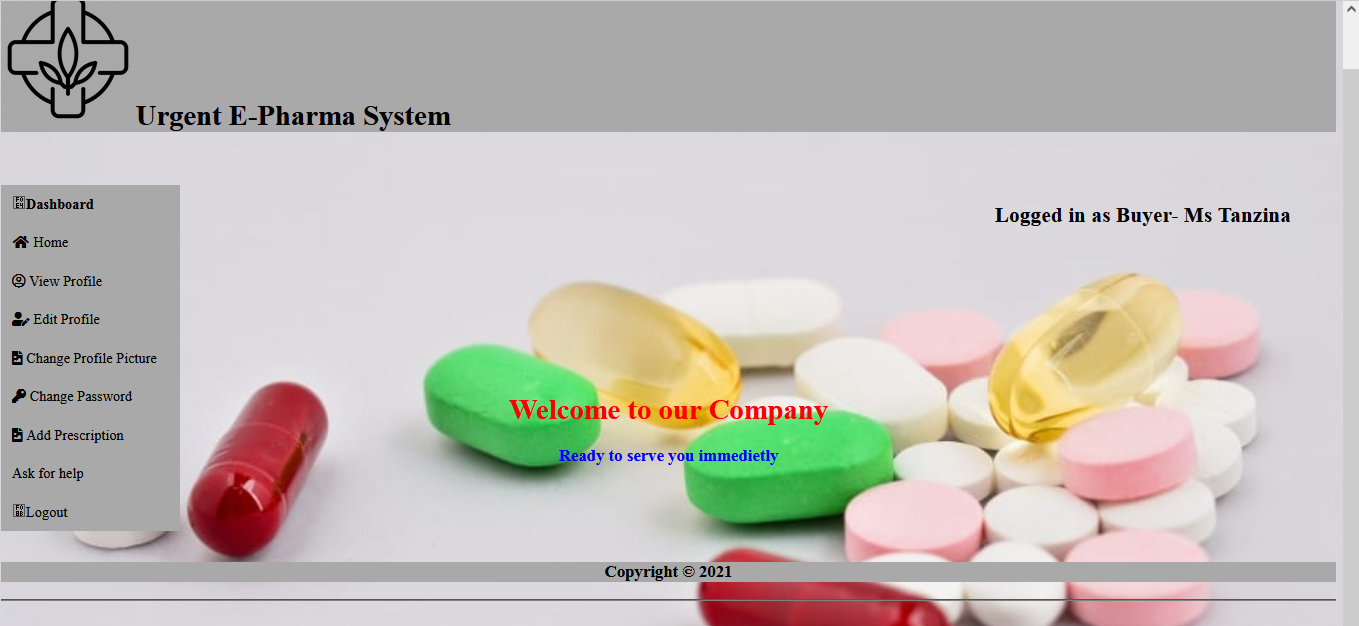 Urgent E-Pharma System
Dashboard
Logged in as Buyer- Ms Tanzina
Home
View Profile
Edit Profile
Change Profile Picture
Change Password
Add Prescription
Ask for help
Logout
Welcome to our Company
Ready to serve you immedietly
Copyright © 2021